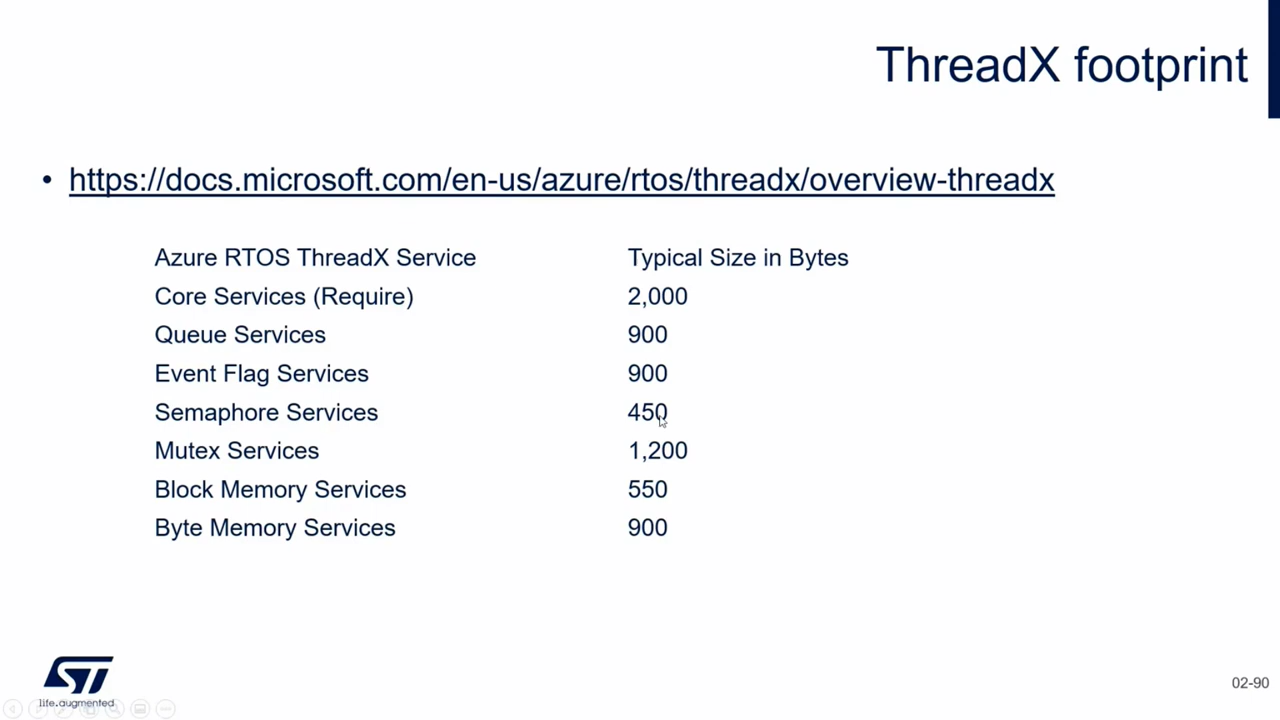 ThreadX footprint
• https://docs.microsoft.com/en-us/azure/rtos/threadx/overview-threadx
Azure RTOS ThreadX Service Typical Size in Bytes
Core Services (Require) 2,000
Queue Services 900
Event Flag Services 900
Semaphore Services 450
Mutex Services 1,200
Block Memory Services 550
Byte Memory Services 900
ST
life.augmented
02-90